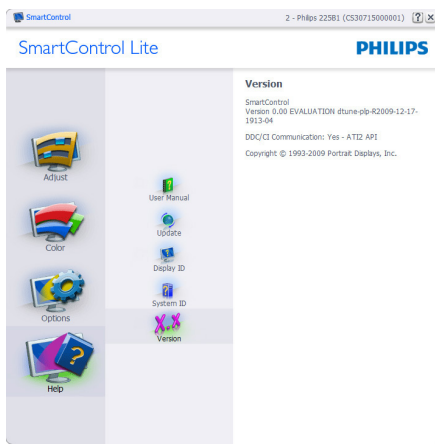 SmartControl
2 - Philips 225B1 (CS30715000001)
SmartControl Lite
PHILIPS
Adjust
Color
Options
Help
User Manual
Update
Display ID
System ID
X.X
Version
Version
SmartControl
Version 0.00 EVALUATION dtune-plp-R2009-12-17-
1913-04
DDC/CI Communication: Yes - ATI2 API
Copyright © 1993-2009 Portrait Displays, Inc.